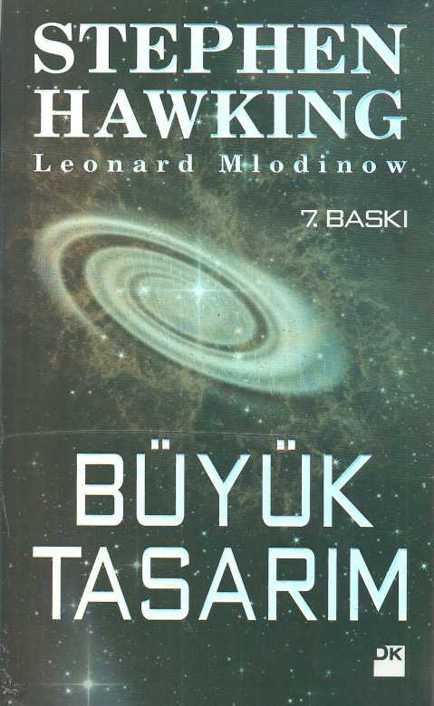 STEPHEN
HAWKING
Leonard Mlodinow
7. BASKI
BÜYÜK
TASARIM
DK